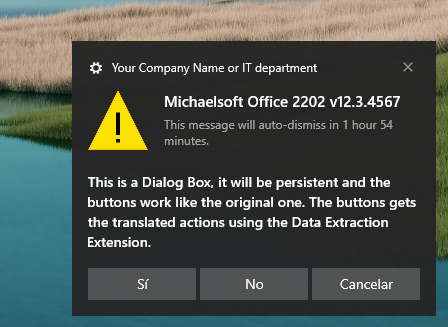 Your Company Name or IT department
Michaelsoft Office 2202 v12.3.4567
This message will auto-dismiss in 1 hour 54
minutes.
This is a Dialog Box, it will be persistent and the
buttons work like the original one. The buttons gets
the translated actions using the Data Extraction
Extension.
Sí
No
Cancelar